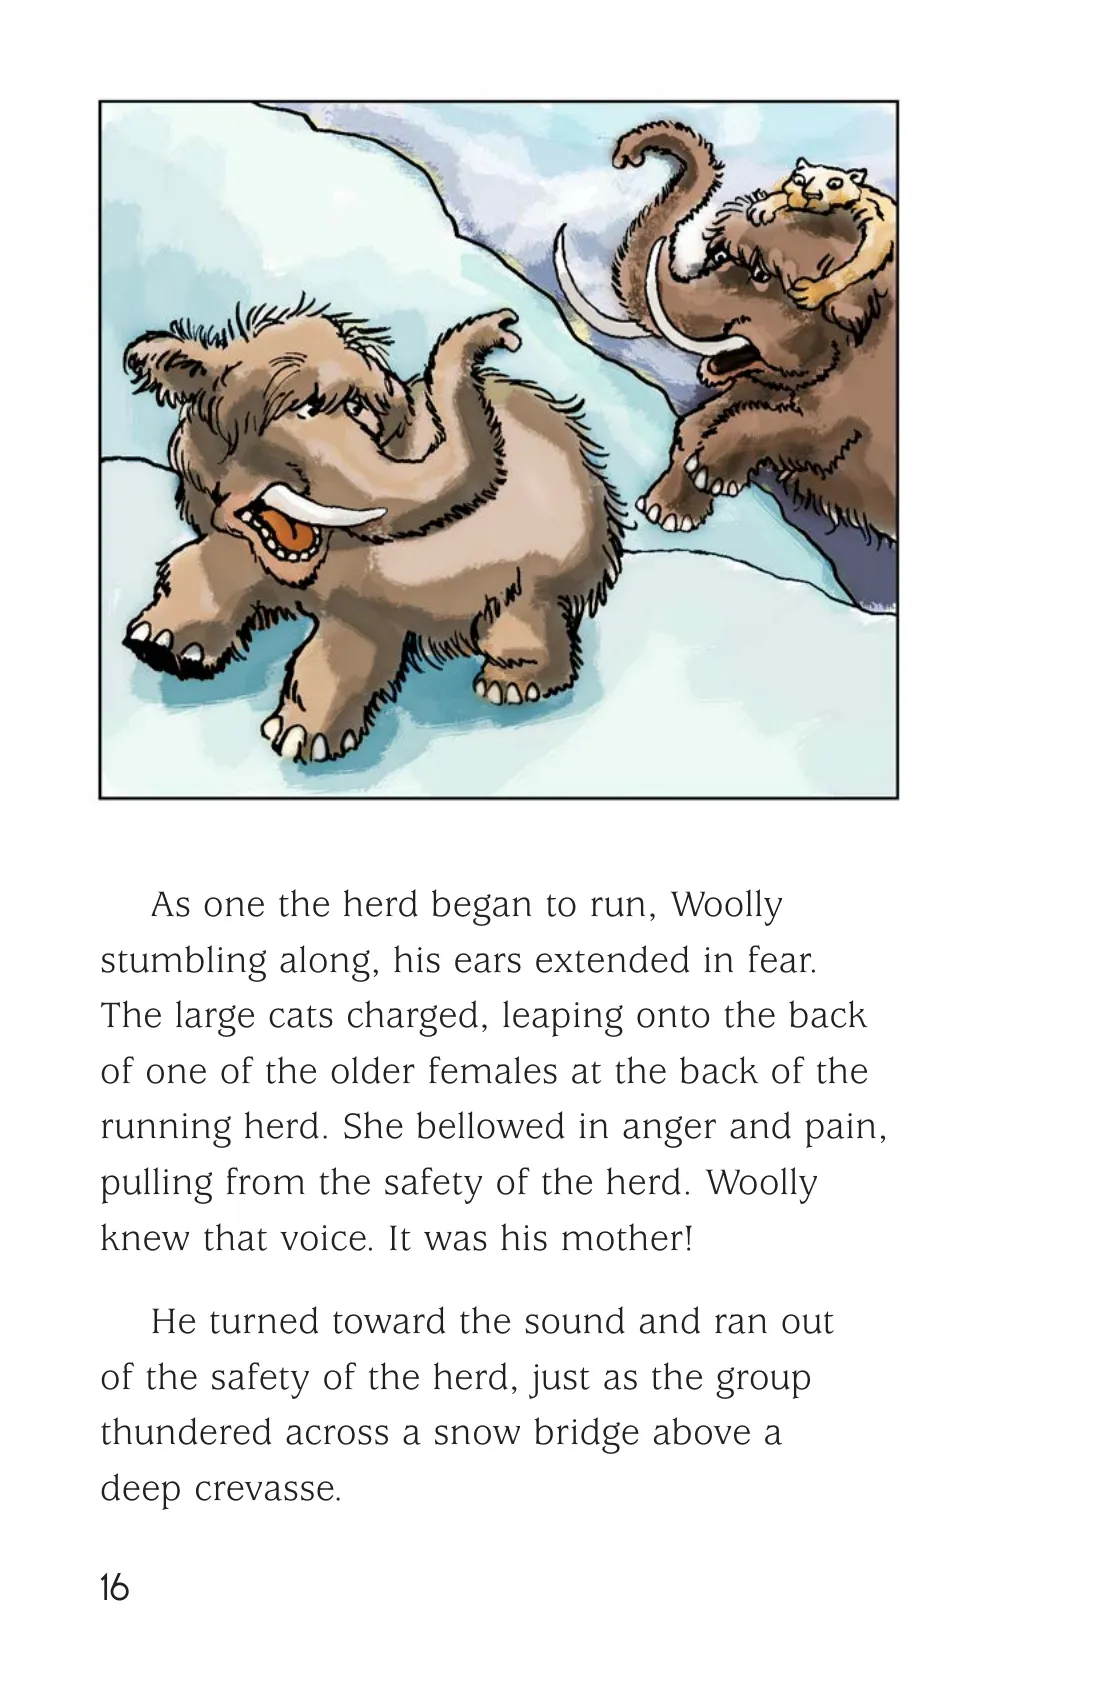 As one the herd began to run, Woolly
stumbling along, his ears extended in fear.
The large cats charged, leaping onto the back
of one of the older females at the back of the
running herd. She bellowed in anger and pain,
pulling from the safety of the herd. Woolly
knew that voice. It was his mother!
He turned toward the sound and ran out
of the safety of the herd, just as the group
thundered across a snow bridge above a
deep crevasse.
16